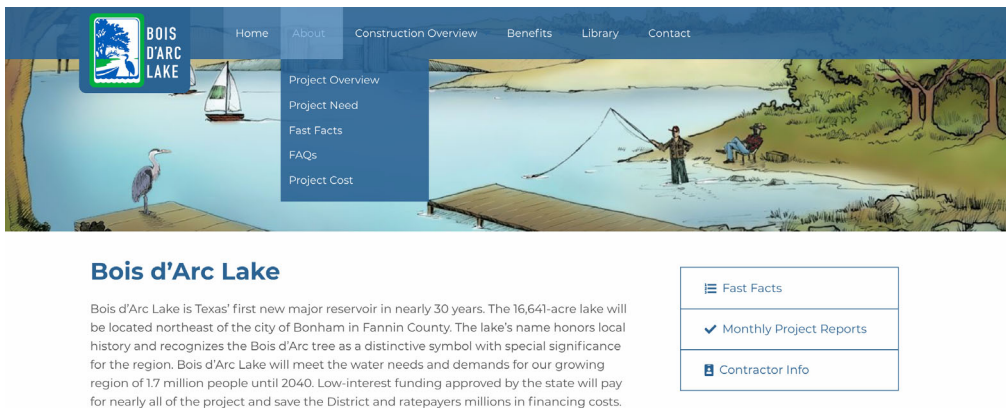 BOIS
D'ARC
LAKE
Home About Construction Overview Benefits Library Contact
Project Overview
Project Need
Fast Facts
FAQs
Project Cost
Bois d'Arc Lake
Bois d'Arc Lake is Texas' first new major reservoir in nearly 30 years. The 16,641-acre lake will
be located northeast of the city of Bonham in Fannin County. The lake's name honors local
history and recognizes the Bois d'Arc tree as a distinctive symbol with special significance
for the region. Bois d'Arc Lake will meet the water needs and demands for our growing
region of 1.7 million people until 2040. Low-interest funding approved by the state will pay
for nearly all of the project and save the District and ratepayers millions in financing costs.
Fast Facts
Monthly Project Reports
Contractor Info